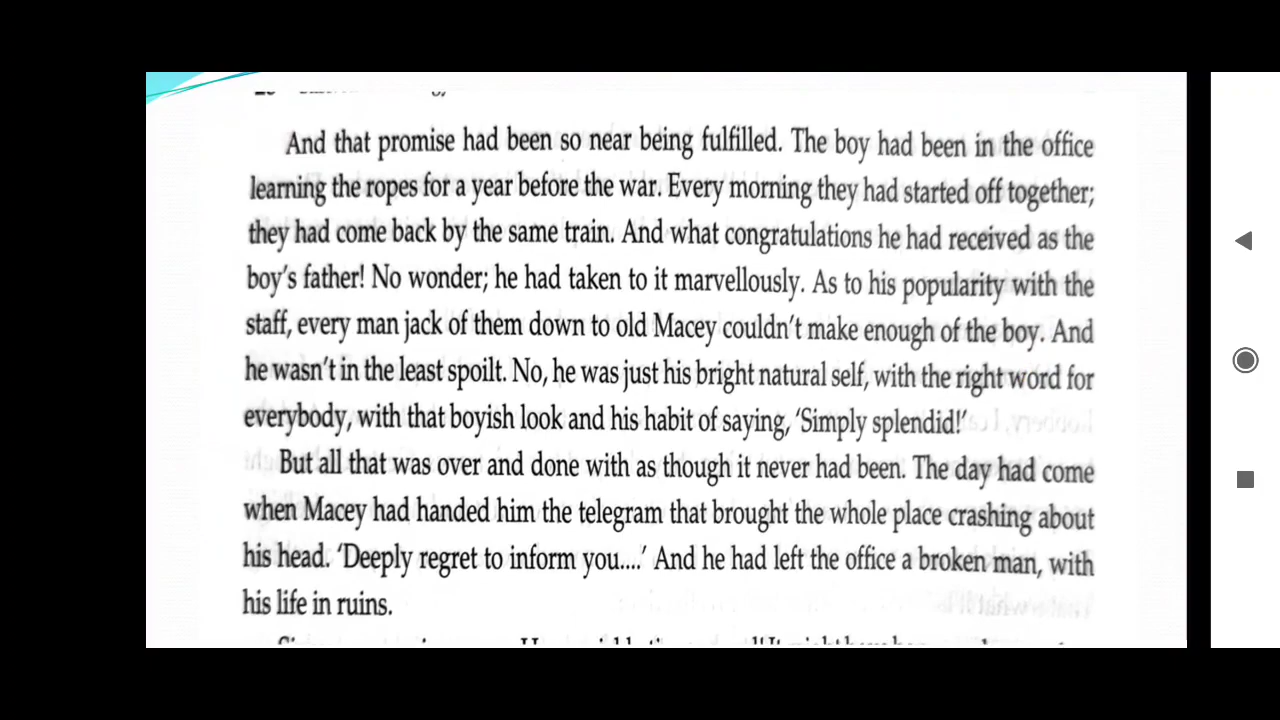 And that promise had been so near being fulfilled. The boy had been in the office
learning the ropes for a year before the war. Every morning they had started off together;
they had come back by the same train. And what congratulations he had received as the
boy's father! No wonder; he had taken to it marvellously. As to his popularity with the
staff, every man jack of them down to old Macey couldn't make enough of the boy. And
he wasn't in the least spoilt. No, he was just his bright natural self, with the right word for
everybody, with that boyish look and his habit of saying, 'Simply splendid!'
But all that was over and done with as though it never had been. The day had come
when Macey had handed him the telegram that brought the whole place crashing about
his head. 'Deeply regret to inform you....' And he had left the office a broken man, with
his life in ruins.